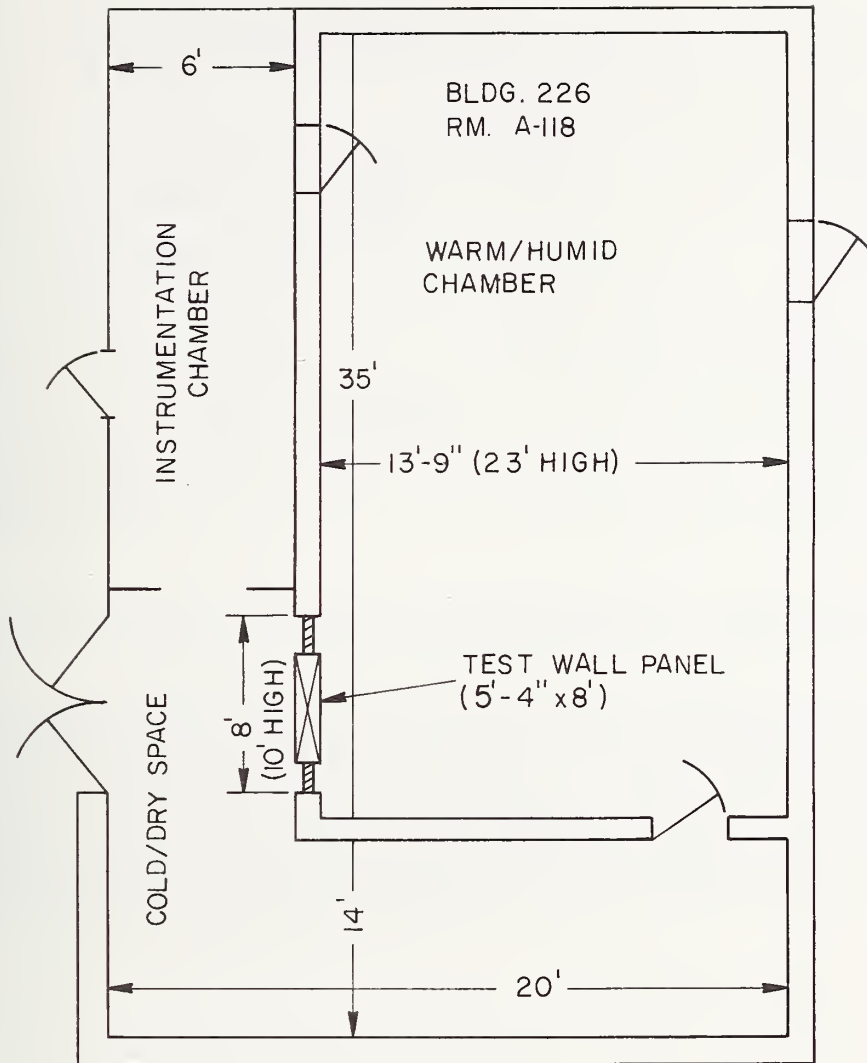 6'
BLDG. 226
RM. A-118
INSTRUMENTATION
CHAMBER
WARM/HUMID
CHAMBER
35'
13'-9" (23' HIGH)
TEST WALL PANEL
(5'-4" x 8')
8'
(10' HIGH)
COLD/DRY SPACE
14'
20'